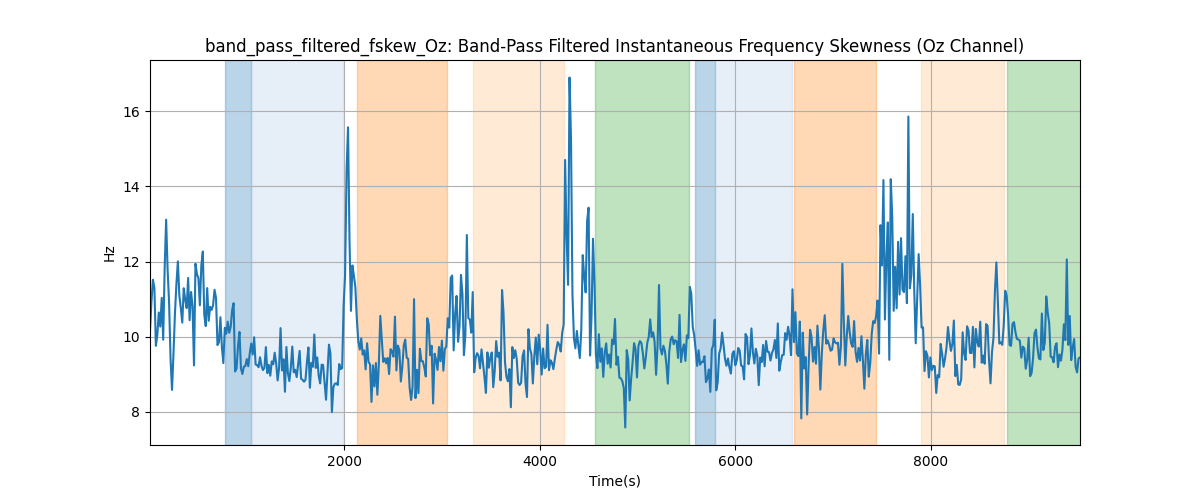 band_pass_filtered_fskew_Oz: Band-Pass Filtered Instantaneous Frequency Skewness (Oz Channel)
16
14
12
10
8
Hz
2000 4000 6000 8000
Time(s)